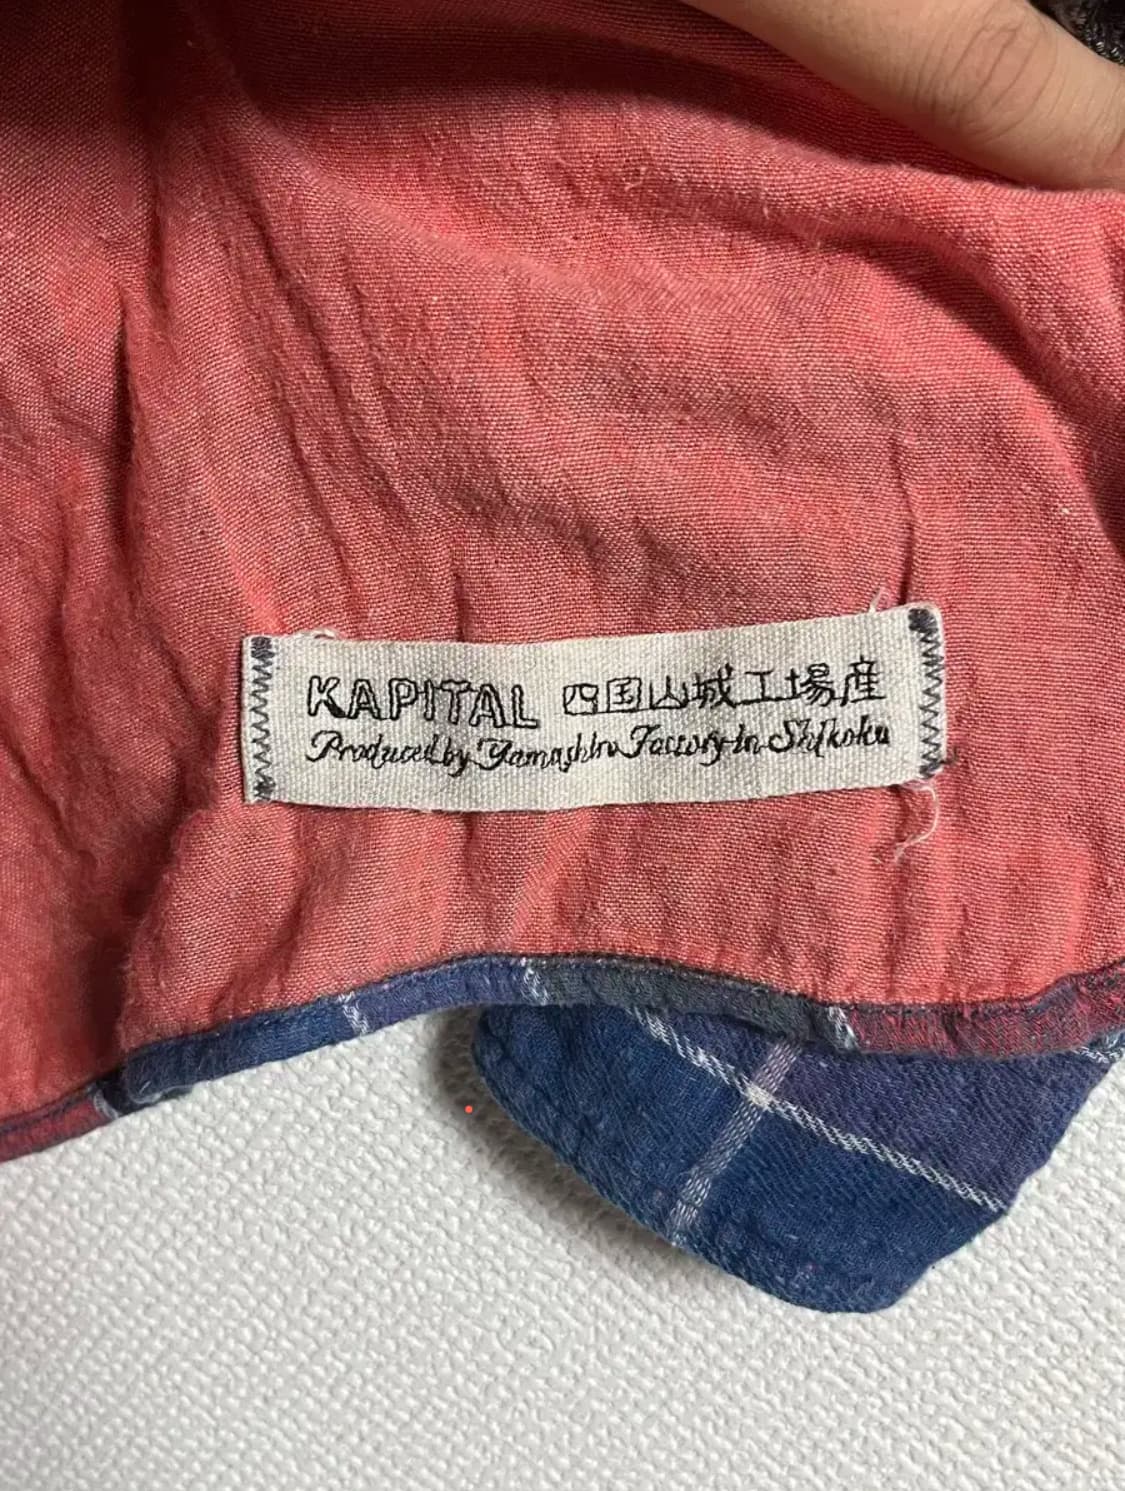 KAPITAL 四国山城工場産
Produced by Yamashiro Factory In Shikoku